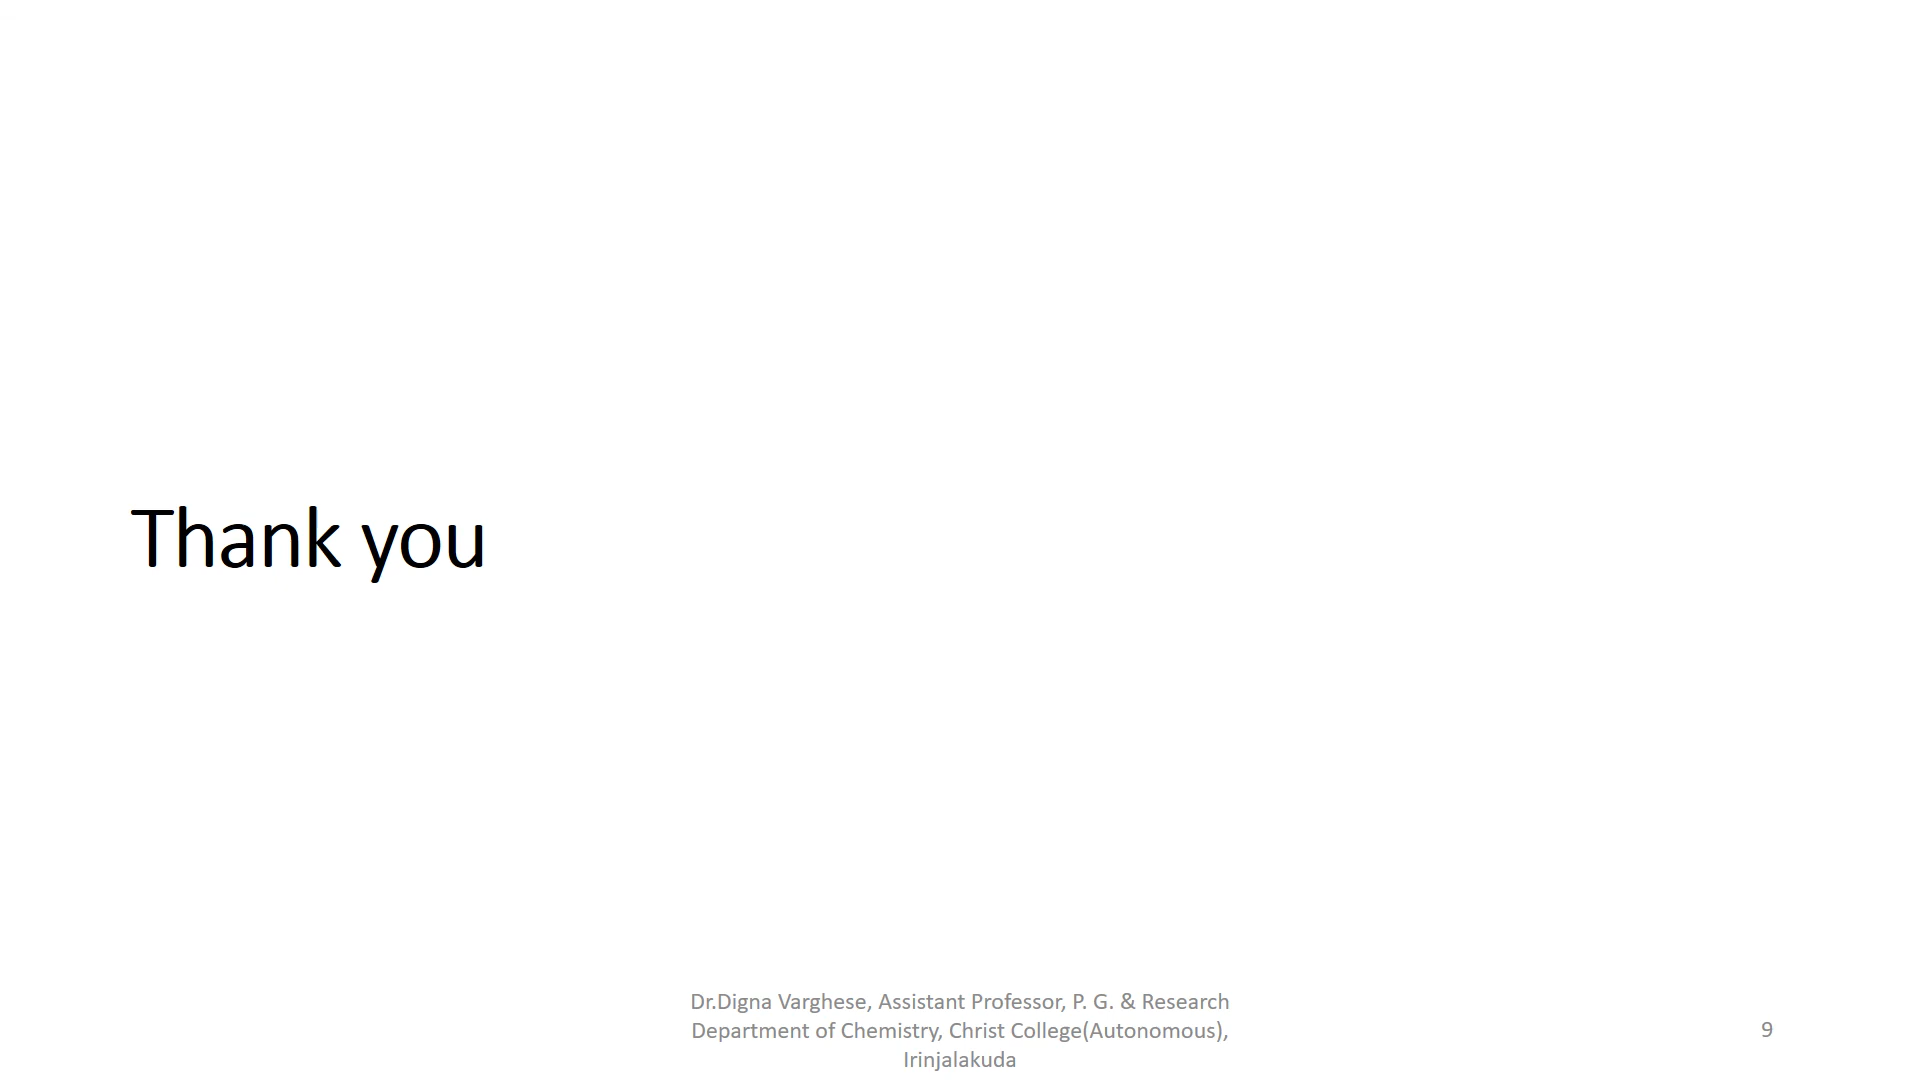 Thank you
Dr.Digna Varghese, Assistant Professor, P. G. & Research
Department of Chemistry, Christ College(Autonomous),
Irinjalakuda
9